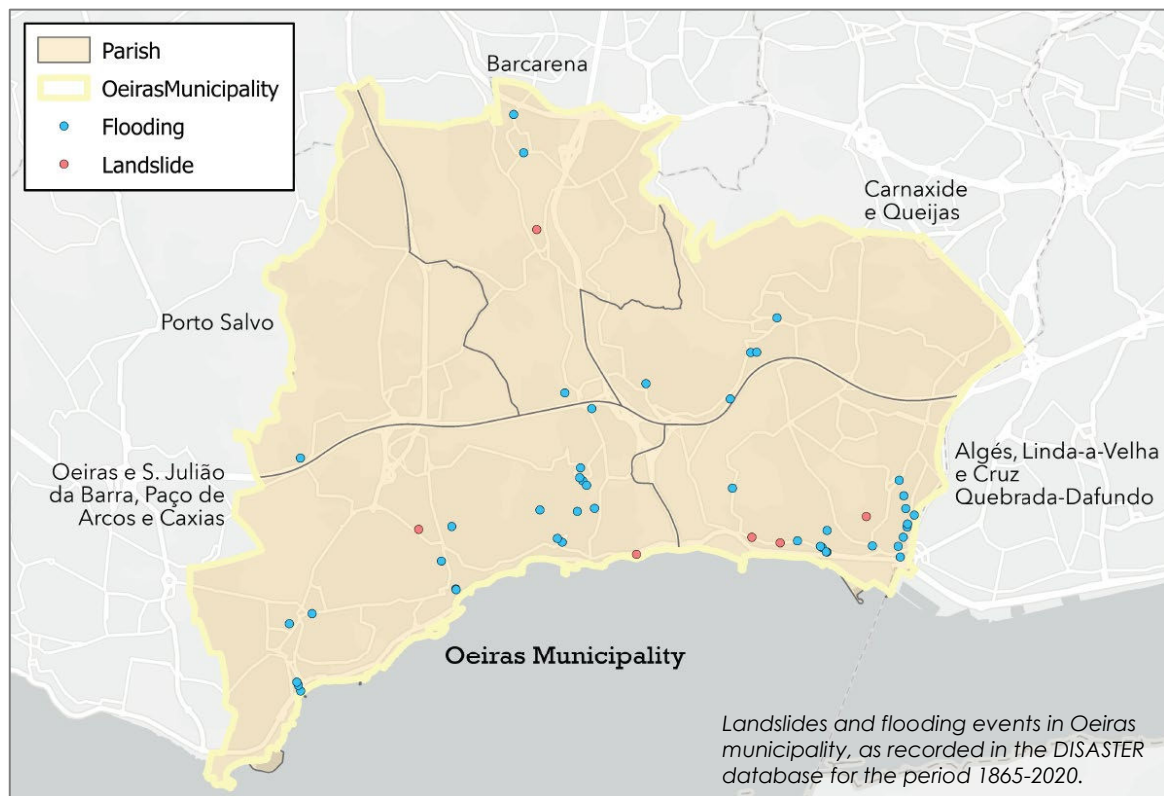 Parish
OeirasMunicipality
Flooding
Landslide
Barcarena
Carnaxide
e Queijas
Porto Salvo
Oeiras e S. Julião
da Barra, Paço de
Arcos e Caxias
Algés, Linda-a-Velha
e Cruz
Quebrada-Dafundo
Oeiras Municipality
Landslides and flooding events in Oeiras
municipality, as recorded in the DISASTER
database for the period 1865-2020.